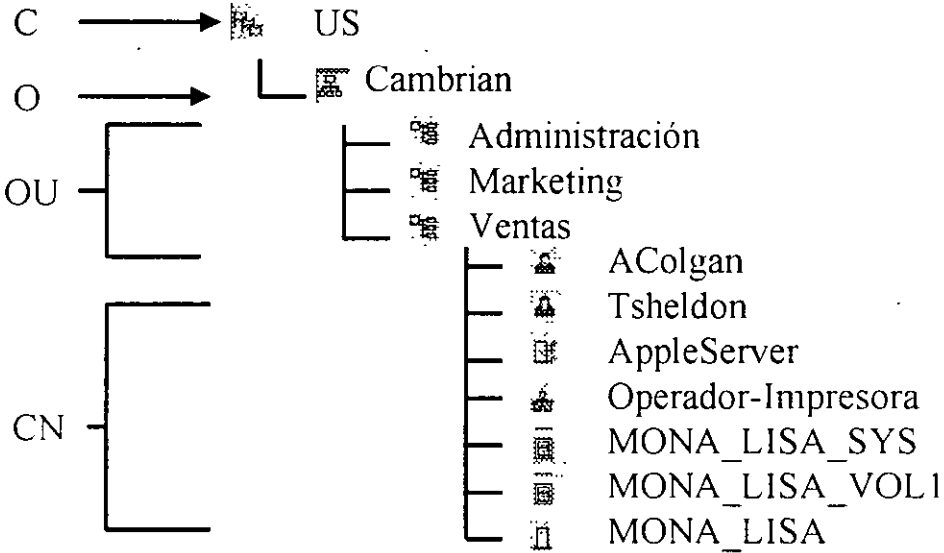 C US
O Cambrian
Administración
OU Marketing
Ventas
AColgan
Tsheldon
AppleServer
Operador-Impresora
CN MONA_LISA_SYS
MONA_LISA_VOL1
MONA_LISA